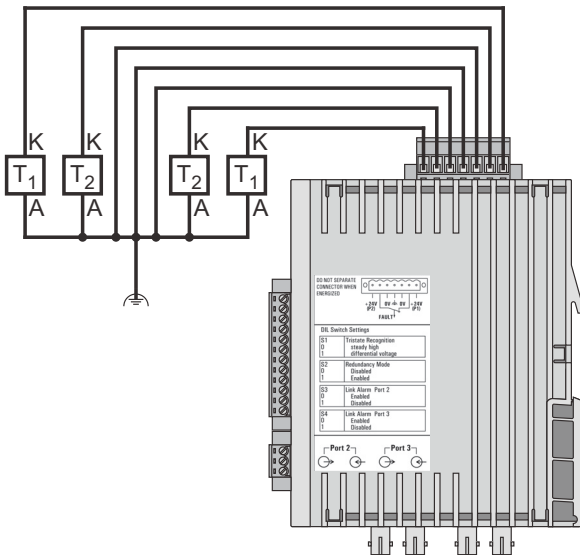 K K K K
T1 T2 T2 T1
A A A A
DO NOT SEPARATE
CONNECTOR WHEN
ENERGIZED
+24V (P2) 0V 0V +24V (P1)
FAULT
DIL Switch Settings
S1 Tristate Recognition
0 steady high
1 differential voltage
S2 Redundancy Mode
0 Disabled
1 Enabled
S3 Link Alarm Port 2
0 Enabled
1 Disabled
S4 Link Alarm Port 3
0 Enabled
1 Disabled
Port 2 Port 3